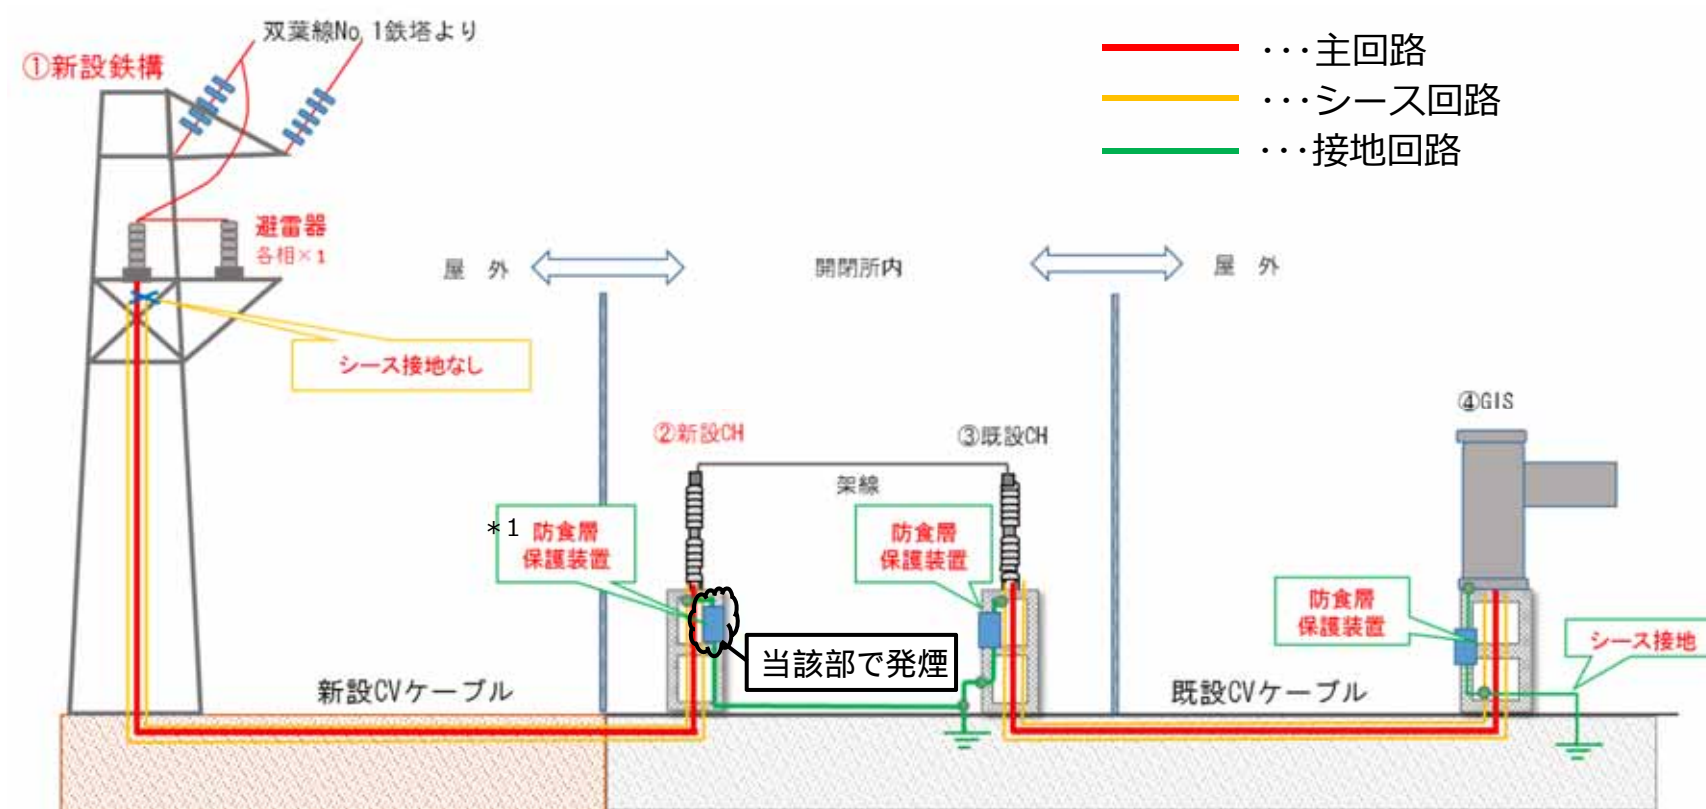 双葉線No.1鉄塔より
①新設鉄構
・・・主回路
・・・シース回路
・・・接地回路
避雷器
各相×1
屋 外
開閉所内
屋 外
シース接地なし
②新設CH
③既設CH
④GIS
架線
*1 防食層
保護装置
防食層
保護装置
防食層
保護装置
シース接地
当該部で発煙
新設CVケーブル
既設CVケーブル